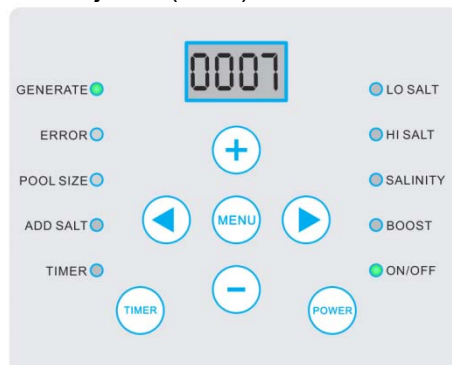 0007
GENERATE
LO SALT
ERROR
HI SALT
+
POOL SIZE
SALINITY
MENU
ADD SALT
BOOST
TIMER
ON/OFF
−
TIMER
POWER